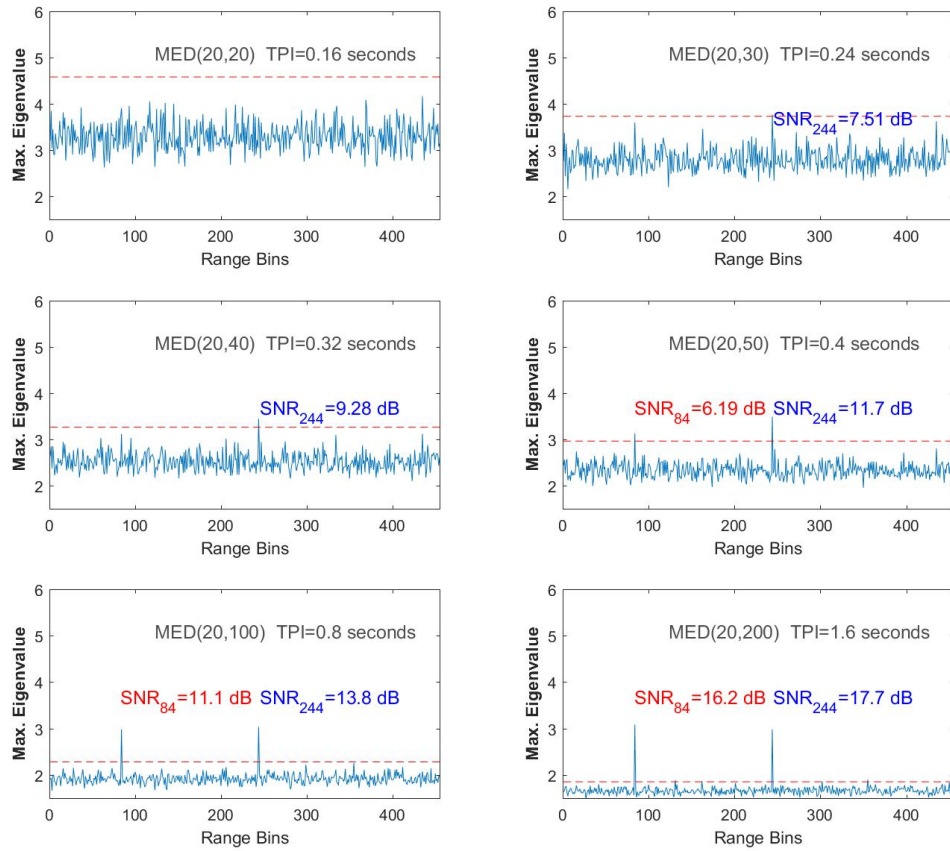 6
5
4
3
2
Max. Eigenvalue
MED(20,20) TPI=0.16 seconds
0 100 200 300 400
Range Bins
6
5
4
3
2
Max. Eigenvalue
MED(20,30) TPI=0.24 seconds
SNR244=7.51 dB
0 100 200 300 400
Range Bins
6
5
4
3
2
Max. Eigenvalue
MED(20,40) TPI=0.32 seconds
SNR244=9.28 dB
0 100 200 300 400
Range Bins
6
5
4
3
2
Max. Eigenvalue
MED(20,50) TPI=0.4 seconds
SNR84=6.19 dB SNR244=11.7 dB
0 100 200 300 400
Range Bins
6
5
4
3
2
Max. Eigenvalue
MED(20,100) TPI=0.8 seconds
SNR84=11.1 dB SNR244=13.8 dB
0 100 200 300 400
Range Bins
6
5
4
3
2
Max. Eigenvalue
MED(20,200) TPI=1.6 seconds
SNR84=16.2 dB SNR244=17.7 dB
0 100 200 300 400
Range Bins